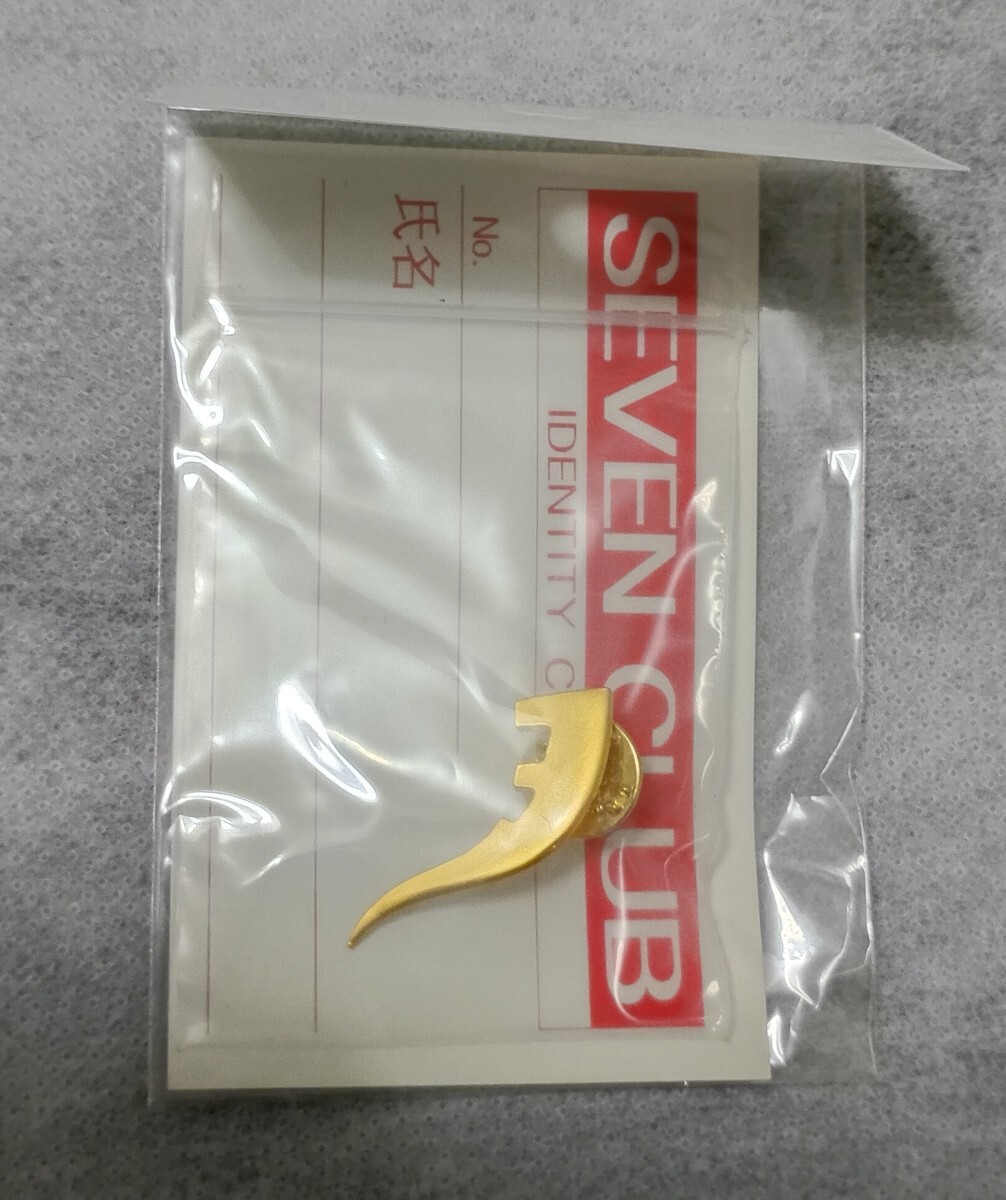 SEVEN CLUB
IDENTITY C
No.
氏名